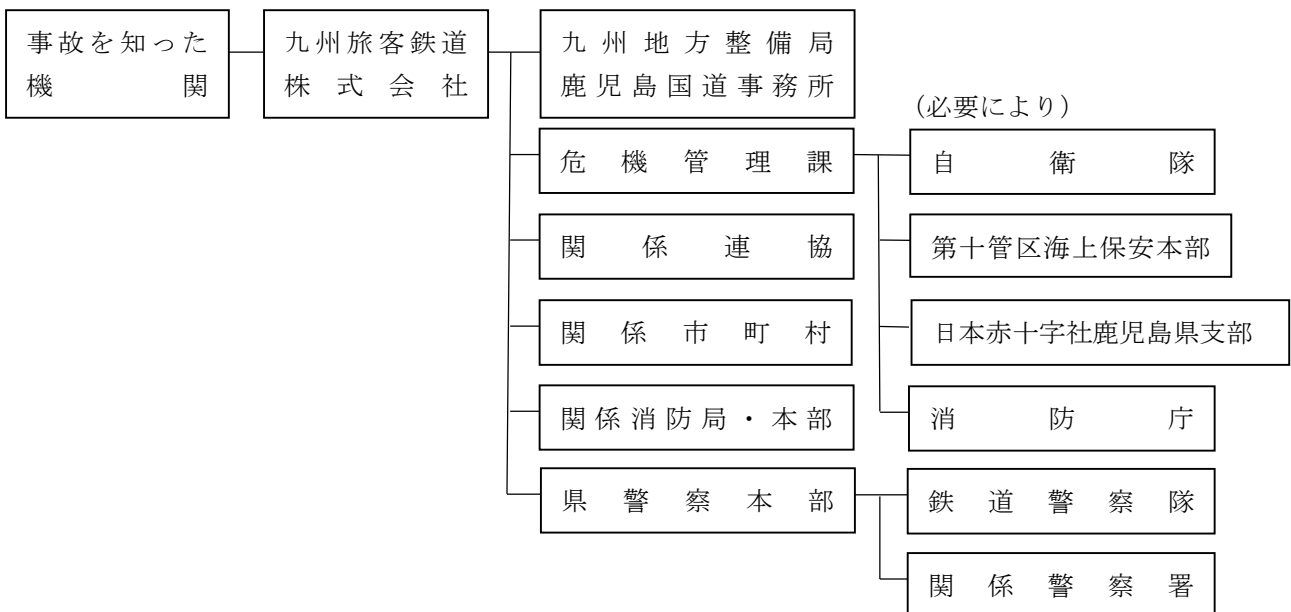 事故を知った
機関
九州旅客鉄道
株式会社
九州地方整備局
鹿児島国道事務所
(必要により)
危機管理課
自衛隊
関係連協
第十管区海上保安本部
関係市町村
日本赤十字社鹿児島県支部
関係消防局・本部
消防庁
県警察本部
鉄道警察隊
関係警察署